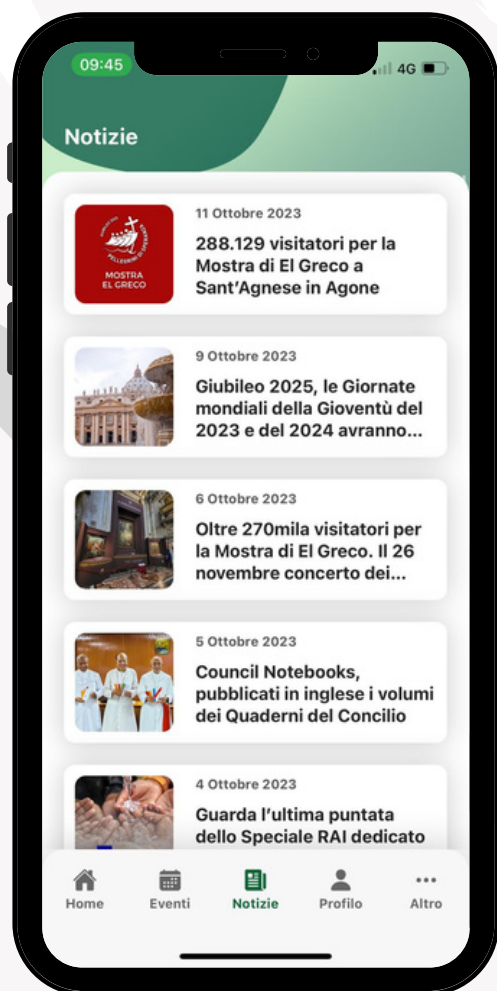 09:45
4G
Notizie
11 Ottobre 2023
288.129 visitatori per la
Mostra di El Greco a
Sant'Agnese in Agone
PELLEGRINI DI SPERANZA
MOSTRA
EL GRECO
9 Ottobre 2023
Giubileo 2025, le Giornate
mondiali della Gioventù del
2023 e del 2024 avranno...
6 Ottobre 2023
Oltre 270mila visitatori per
la Mostra di El Greco. Il 26
novembre concerto dei...
5 Ottobre 2023
Council Notebooks,
pubblicati in inglese i volumi
dei Quaderni del Concilio
4 Ottobre 2023
Guarda l'ultima puntata
dello Speciale RAI dedicato
Home
Eventi
Notizie
Profilo
Altro